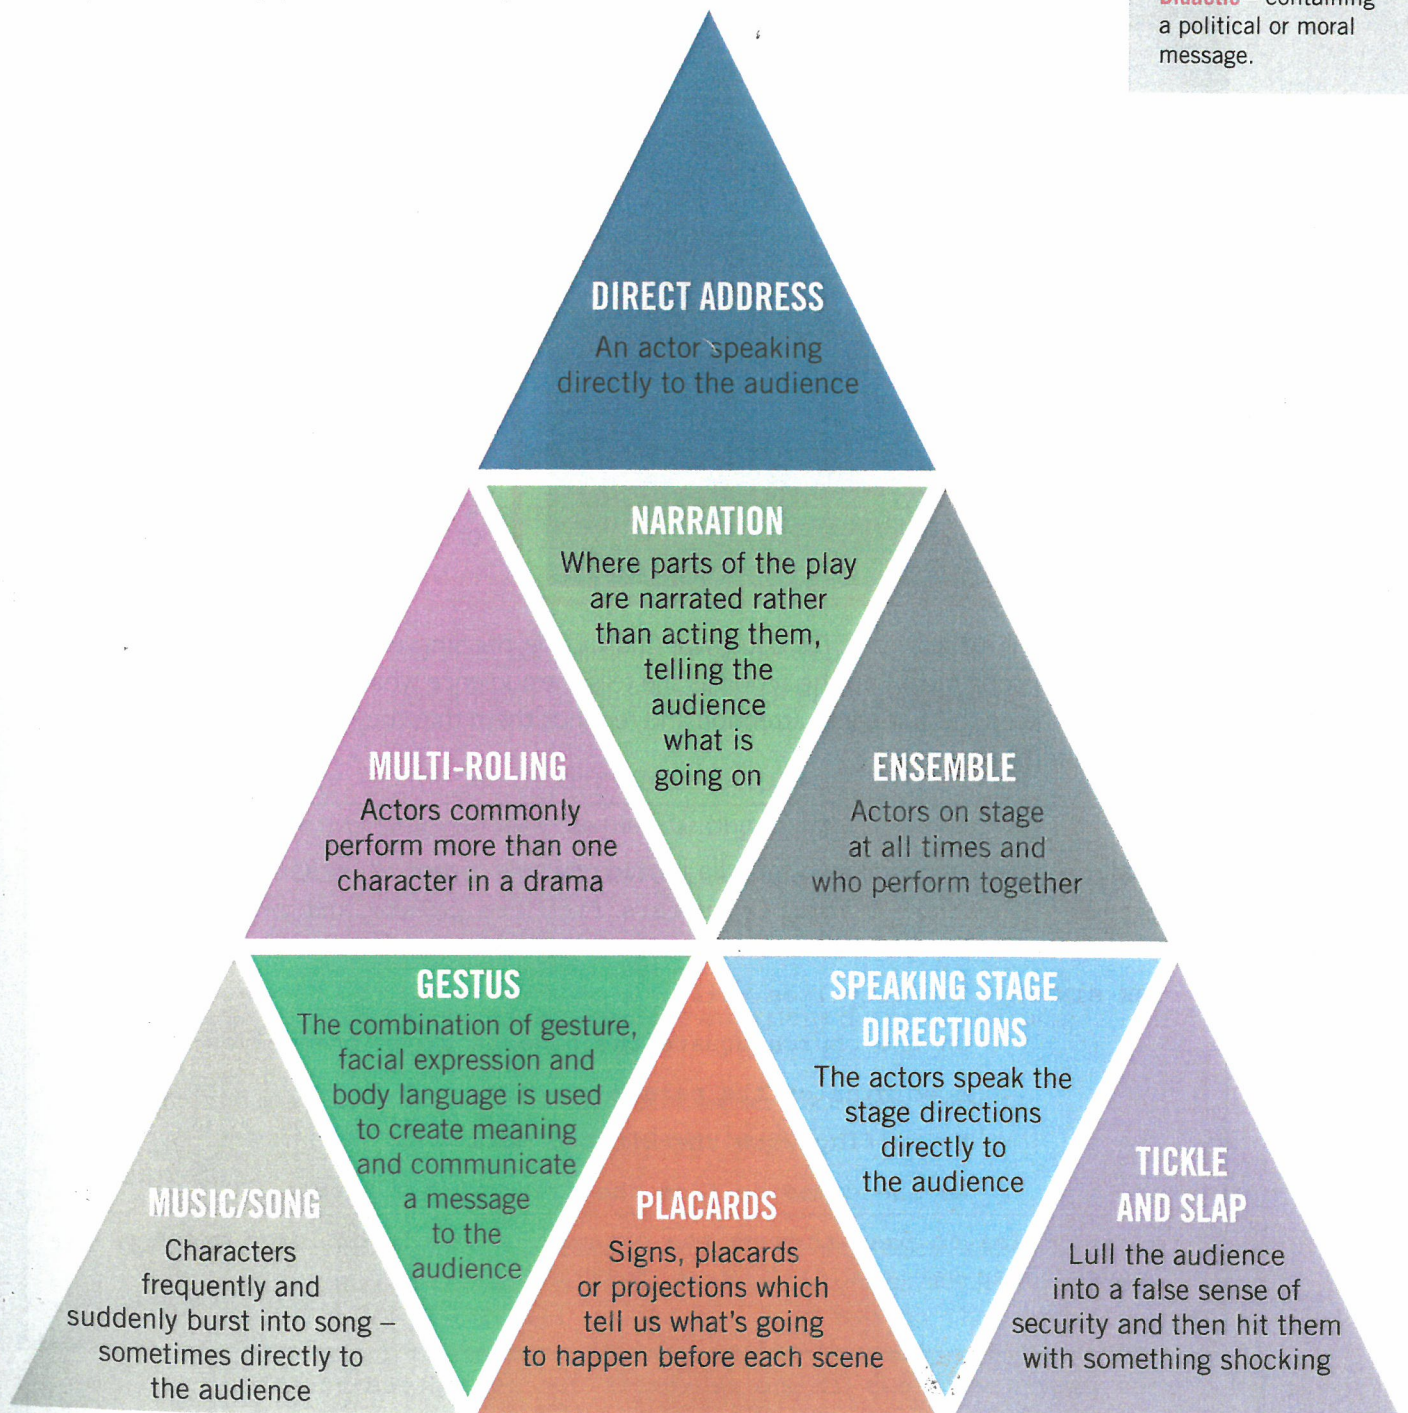 Didactic containing
a political or moral
message.
DIRECT ADDRESS
An actor speaking
directly to the audience
NARRATION
Where parts of the play
are narrated rather
than acting them,
telling the
audience
what is
going on
MULTI-ROLING
Actors commonly
perform more than one
character in a drama
ENSEMBLE
Actors on stage
at all times and
who perform together
GESTUS
The combination of gesture,
facial expression and
body language is used
to create meaning
and communicate
a message
to the
audience
SPEAKING STAGE
DIRECTIONS
The actors speak the
stage directions
directly to
the audience
MUSIC/SONG
Characters
frequently and
suddenly burst into song –
sometimes directly to
the audience
PLACARDS
Signs, placards
or projections which
tell us what's going
to happen before each scene
TICKLE
AND SLAP
Lull the audience
into a false sense of
security and then hit them
with something shocking